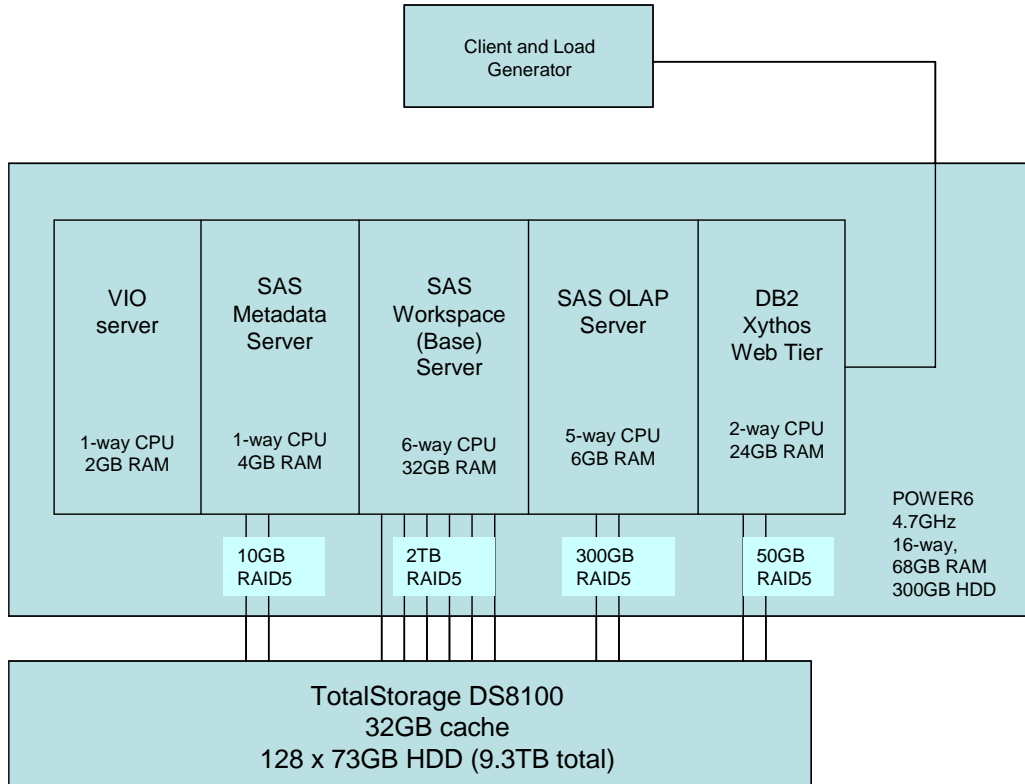 Client and Load
Generator
VIO
server
1-way CPU
2GB RAM
SAS
Metadata
Server
1-way CPU
4GB RAM
SAS
Workspace
(Base)
Server
6-way CPU
32GB RAM
SAS OLAP
Server
5-way CPU
6GB RAM
DB2
Xythos
Web Tier
2-way CPU
24GB RAM
POWER6
4.7GHz
16-way,
68GB RAM
300GB HDD
10GB
RAID5
2TB
RAID5
300GB
RAID5
50GB
RAID5
TotalStorage DS8100
32GB cache
128 x 73GB HDD (9.3TB total)